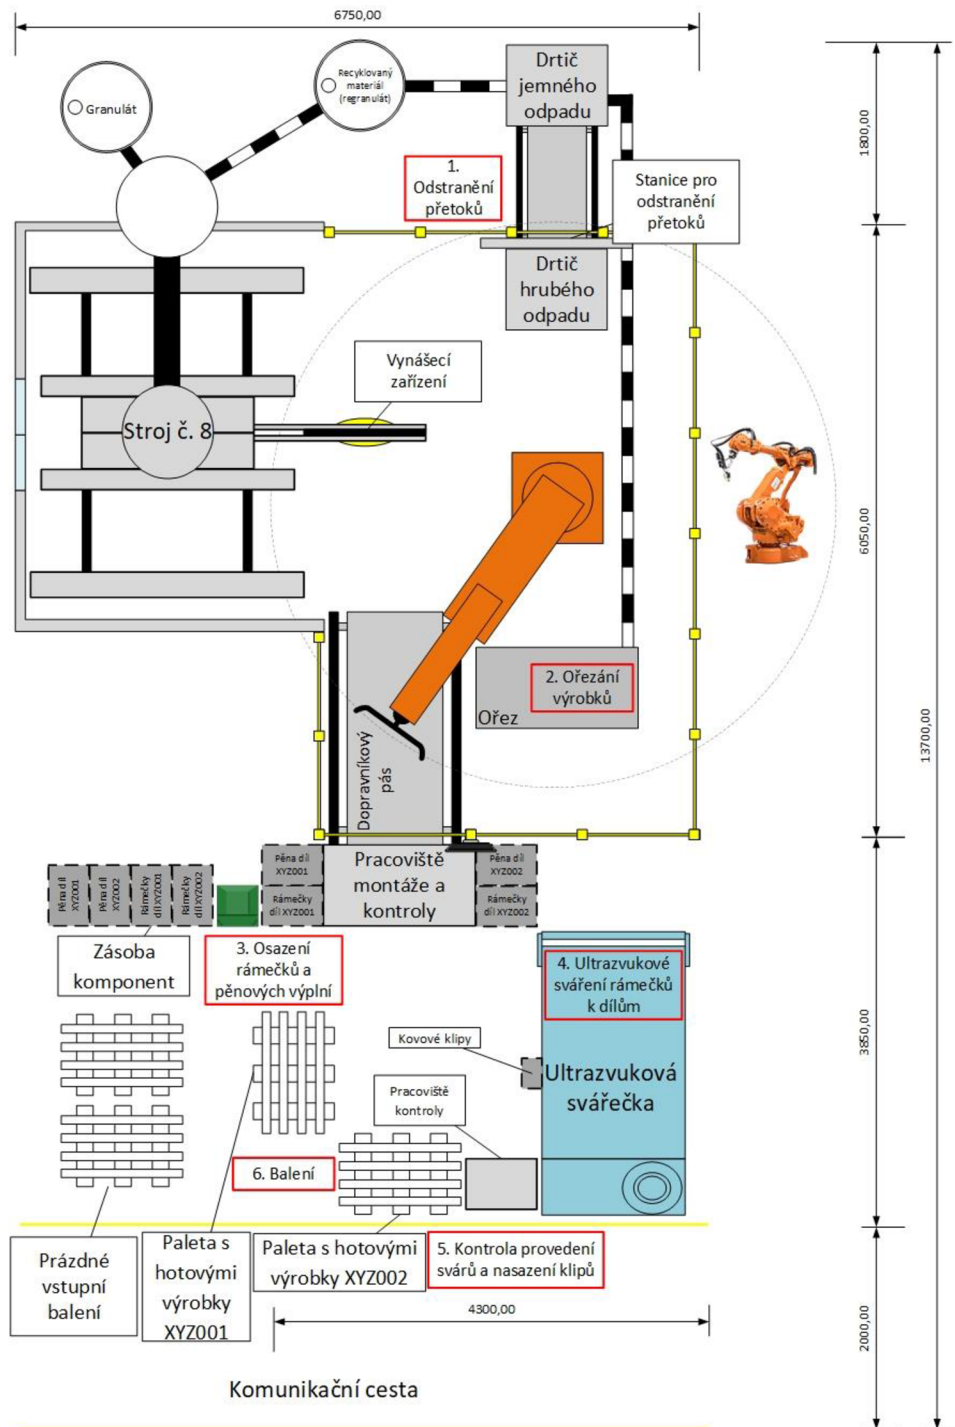 6750,00
Granulát
Recyklovaný
materiál
(regranulát)
Drtič
jemného
odpadu
1800,00
1.
Odstranění
přetoků
Stanice pro
odstranění
přetoků
Drtič
hrubého
odpadu
Vynášecí
zařízení
Stroj č. 8
6050,00
13700,00
2. Ořezání
výrobků
Ořez
Dopravníkový
pás
Pěna díl
XYZ001
Pěna díl
XYZ002
Rámečky
díl XYZ001
Rámečky
díl XYZ002
Pěna díl
XYZ001
Rámečky
díl XYZ001
Pracoviště
montáže a
kontroly
Pěna díl
XYZ002
Rámečky
díl XYZ002
Zásoba
komponent
3. Osazení
rámečků a
pěnových výplní
4. Ultrazvukové
sváření rámečků
k dílům
3850,00
Kovové klipy
Ultrazvuková
svářečka
Pracoviště
kontroly
6. Balení
Prázdné
vstupní
balení
Paleta s
hotovými
výrobky
XYZ001
Paleta s hotovými
výrobky XYZ002
5. Kontrola provedení
svárů a nasazení klipů
4300,00
2000,00
Komunikační cesta